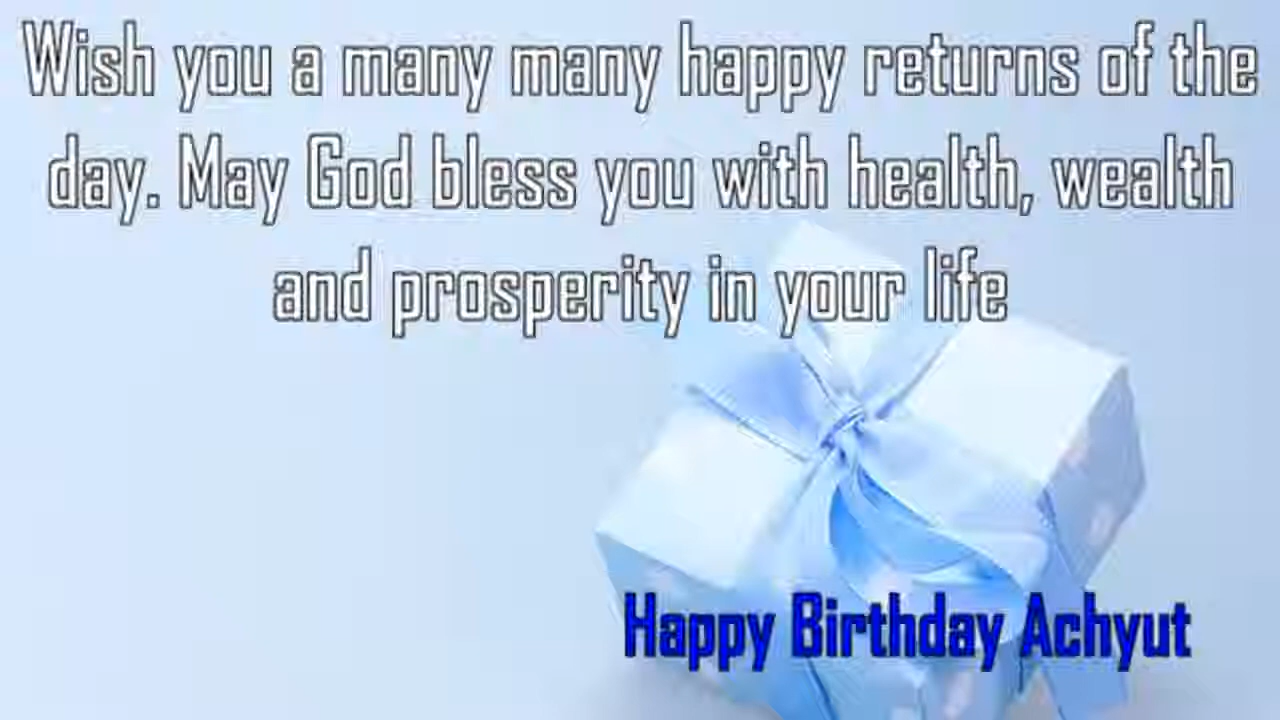 Wish you a many many happy returns of the
day. May God bless you with health, wealth
and prosperity in your life
Happy Birthday Achyut